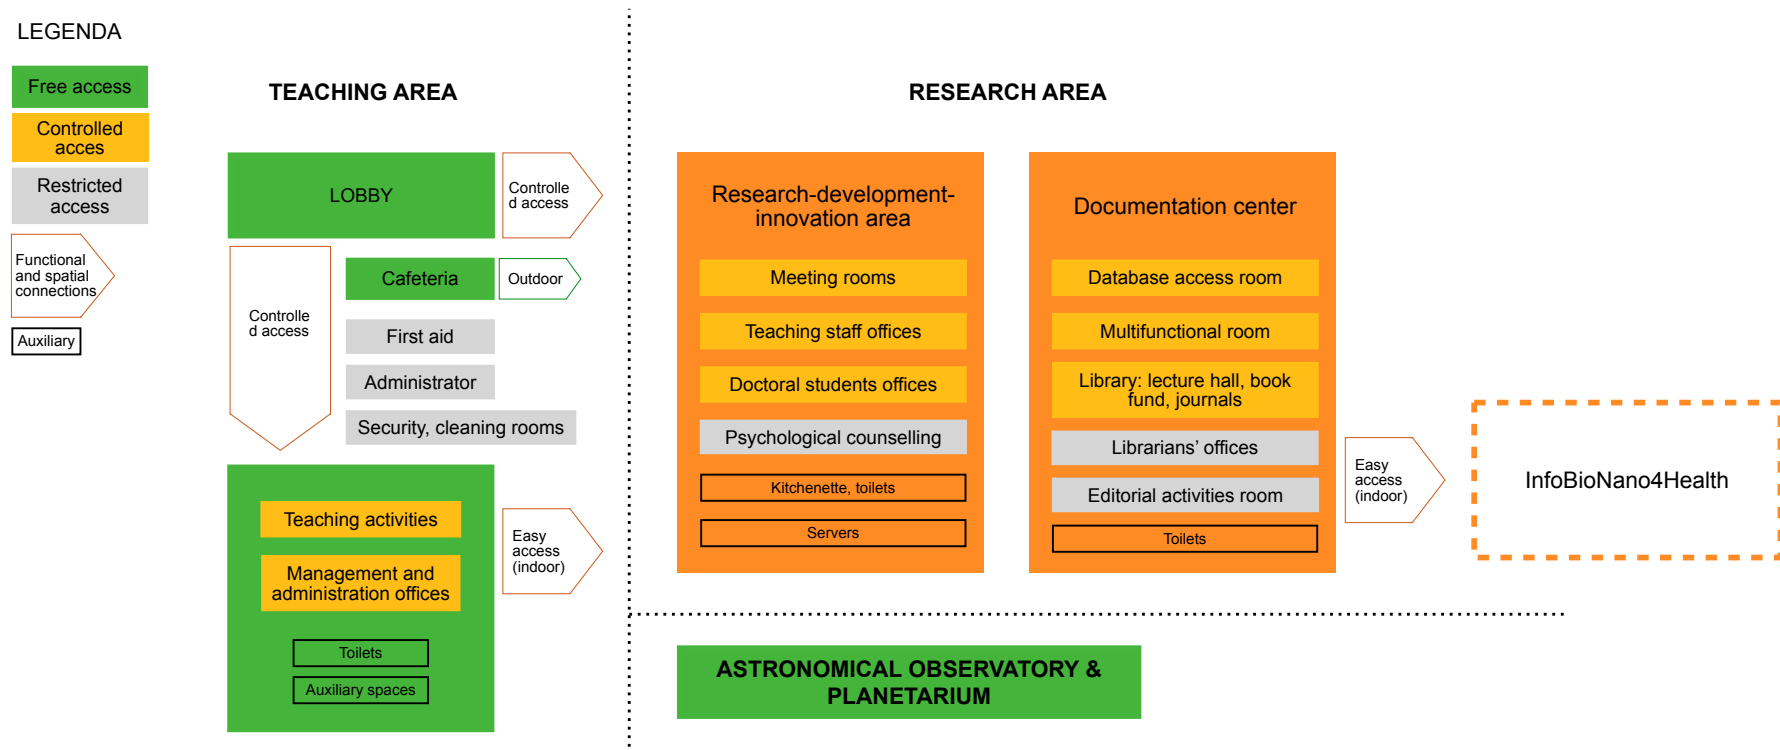 LEGENDA
Free access
Controlled
acces
Restricted
access
Functional
and spatial
connections
Auxiliary
TEACHING AREA
LOBBY
Controlle
d access
Cafeteria
Outdoor
Controlle
d access
First aid
Administrator
Security, cleaning rooms
Teaching activities
Management and
administration offices
Toilets
Auxiliary spaces
Easy
access
(indoor)
RESEARCH AREA
Research-development-
innovation area
Meeting rooms
Teaching staff offices
Doctoral students offices
Psychological counselling
Kitchenette, toilets
Servers
Documentation center
Database access room
Multifunctional room
Library: lecture hall, book
fund, journals
Librarians’ offices
Editorial activities room
Toilets
Easy
access
(indoor)
InfoBioNano4Health
ASTRONOMICAL OBSERVATORY &
PLANETARIUM